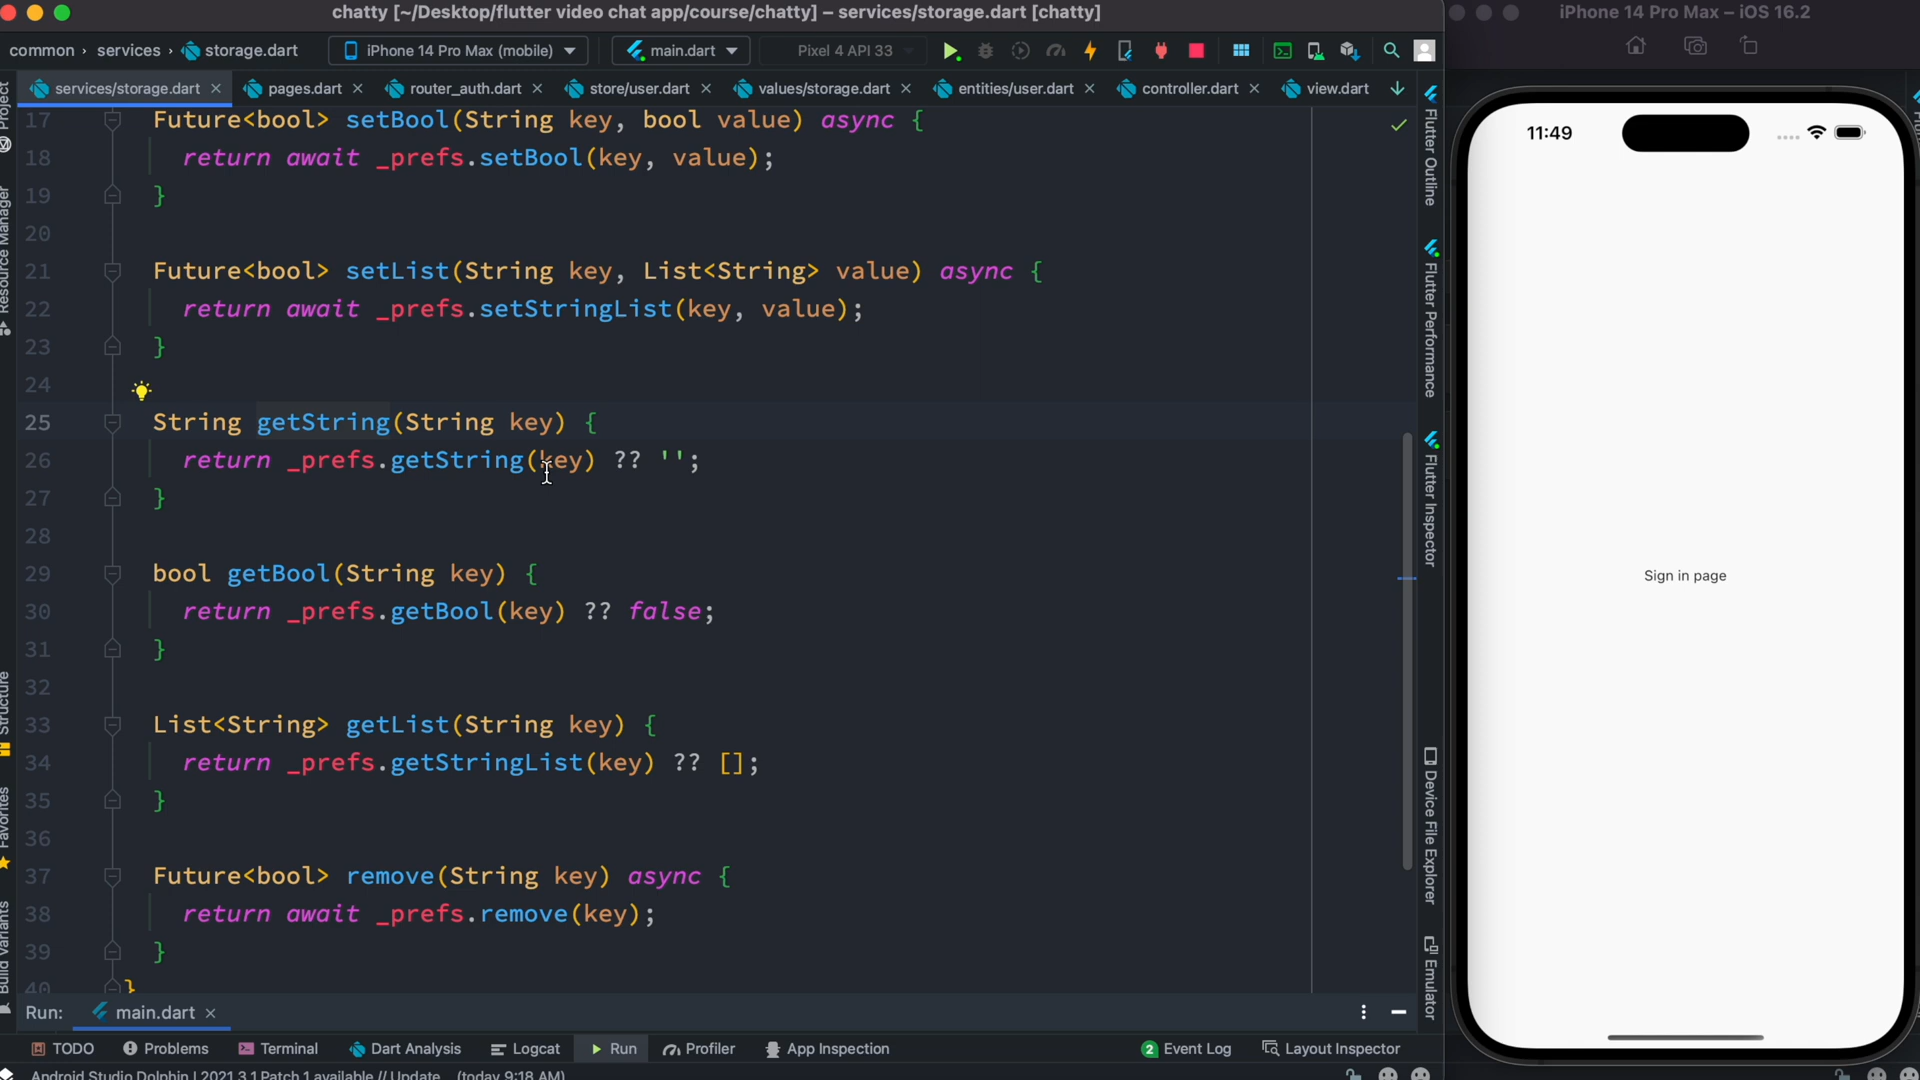 chatty [~/Desktop/flutter video chat app/course/chatty] – services/storage.dart [chatty]
common › services › storage.dart
iPhone 14 Pro Max (mobile)
main.dart
Pixel 4 API 33
services/storage.dart
pages.dart
router_auth.dart
store/user.dart
values/storage.dart
entities/user.dart
controller.dart
view.dart
17 Future<bool> setBool(String key, bool value) async {
18 return await _prefs.setBool(key, value);
19 }
20
21 Future<bool> setList(String key, List<String> value) async {
22 return await _prefs.setStringList(key, value);
23 }
24
25 String getString(String key) {
26 return _prefs.getString(key) ?? '';
27 }
28
29 bool getBool(String key) {
30 return _prefs.getBool(key) ?? false;
31 }
32
33 List<String> getList(String key) {
34 return _prefs.getStringList(key) ?? [];
35 }
36
37 Future<bool> remove(String key) async {
38 return await _prefs.remove(key);
39 }
40 }
Project
Resource Manager
Structure
Favorites
Build Variants
Flutter Outline
Flutter Performance
Flutter Inspector
Device File Explorer
Emulator
Run:
main.dart
TODO
Problems
Terminal
Dart Analysis
Logcat
Run
Profiler
App Inspection
2 Event Log
Layout Inspector
Android Studio Dolphin | 2021.3.1 Patch 1 available // Update... (today 9:18 AM)
iPhone 14 Pro Max – iOS 16.2
11:49
Sign in page